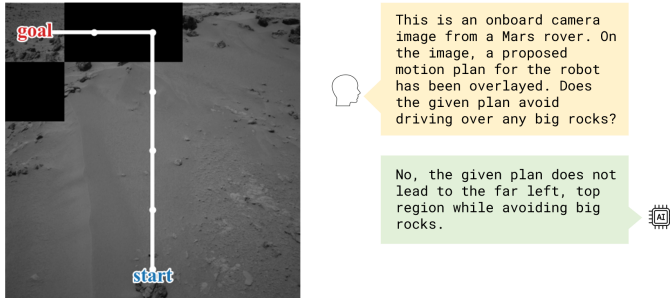 goal
start
This is an onboard camera
image from a Mars rover. On
the image, a proposed
motion plan for the robot
has been overlayed. Does
the given plan avoid
driving over any big rocks?
No, the given plan does not
lead to the far left, top
region while avoiding big
rocks.
AI